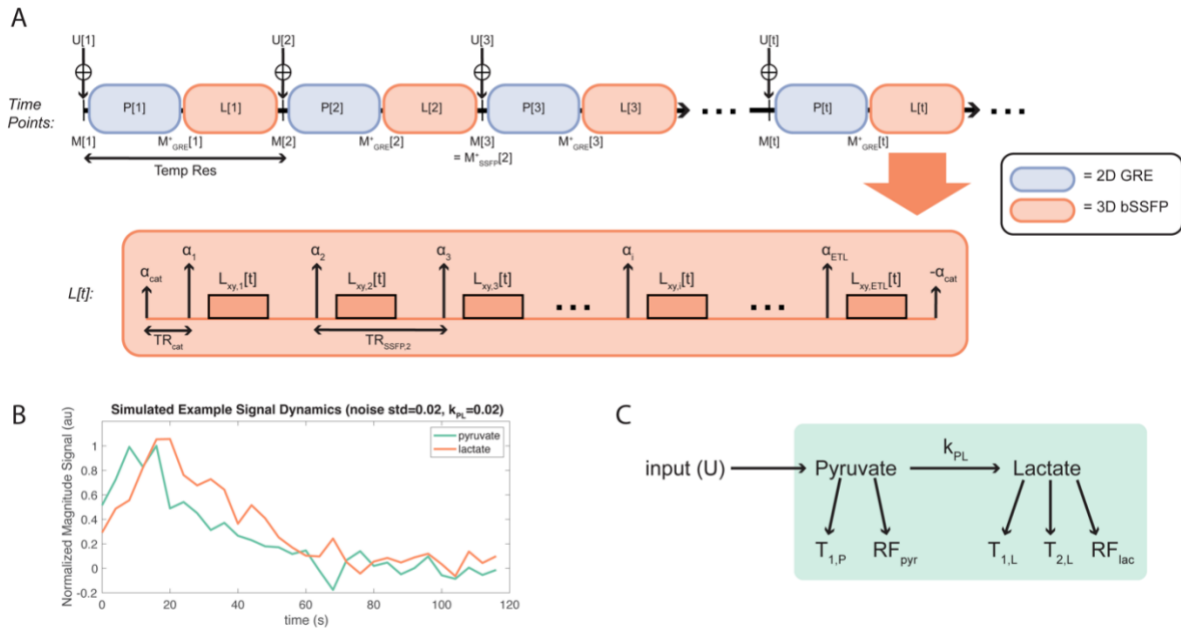 A
U[1] U[2] U[3] U[t]
Time
Points:
P[1] L[1] P[2] L[2] P[3] L[3] P[t] L[t]
M[1] M⁺GRE[1] M[2] M⁺GRE[2] M[3] M⁺GRE[3] M[t] M⁺GRE[t]
= M⁺SSFP[2]
Temp Res
= 2D GRE
= 3D bSSFP
L[t]:
αcat α₁ α₂ α₃ αi αETL -αcat
Lxy,1[t] Lxy,2[t] Lxy,3[t] Lxy,i[t] Lxy,ETL[t]
TRcat TRSSFP,2
B
Simulated Example Signal Dynamics (noise std=0.02, kPL=0.02)
Normalized Magnitude Signal (au)
pyruvate
lactate
1
0.8
0.6
0.4
0.2
0
-0.2
0 20 40 60 80 100 120
time (s)
C
input (U) Pyruvate kPL Lactate
T1,P RFpyr T1,L T2,L RFlac